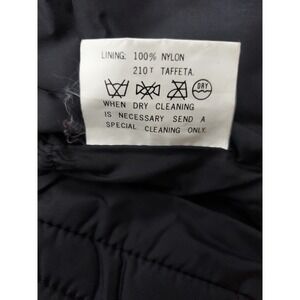 LINING: 100% NYLON
210T TAFFETA.
DRY
WHEN DRY CLEANING
IS NECESSARY SEND A
SPECIAL CLEANING ONLY.